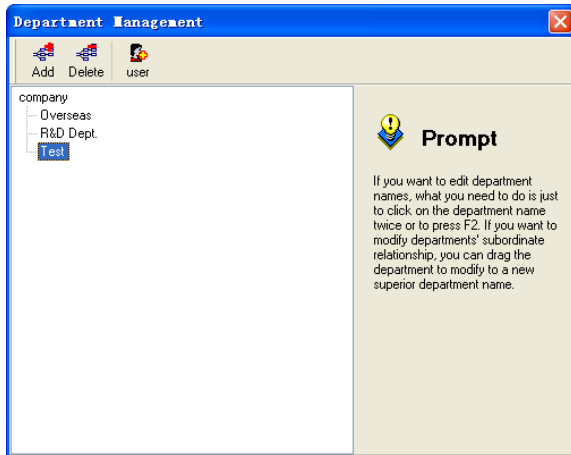 Department Management
Add Delete user
company
Overseas
R&D Dept.
Test
Prompt
If you want to edit department
names, what you need to do is just
to click on the department name
twice or to press F2. If you want to
modify departments' subordinate
relationship, you can drag the
department to modify to a new
superior department name.